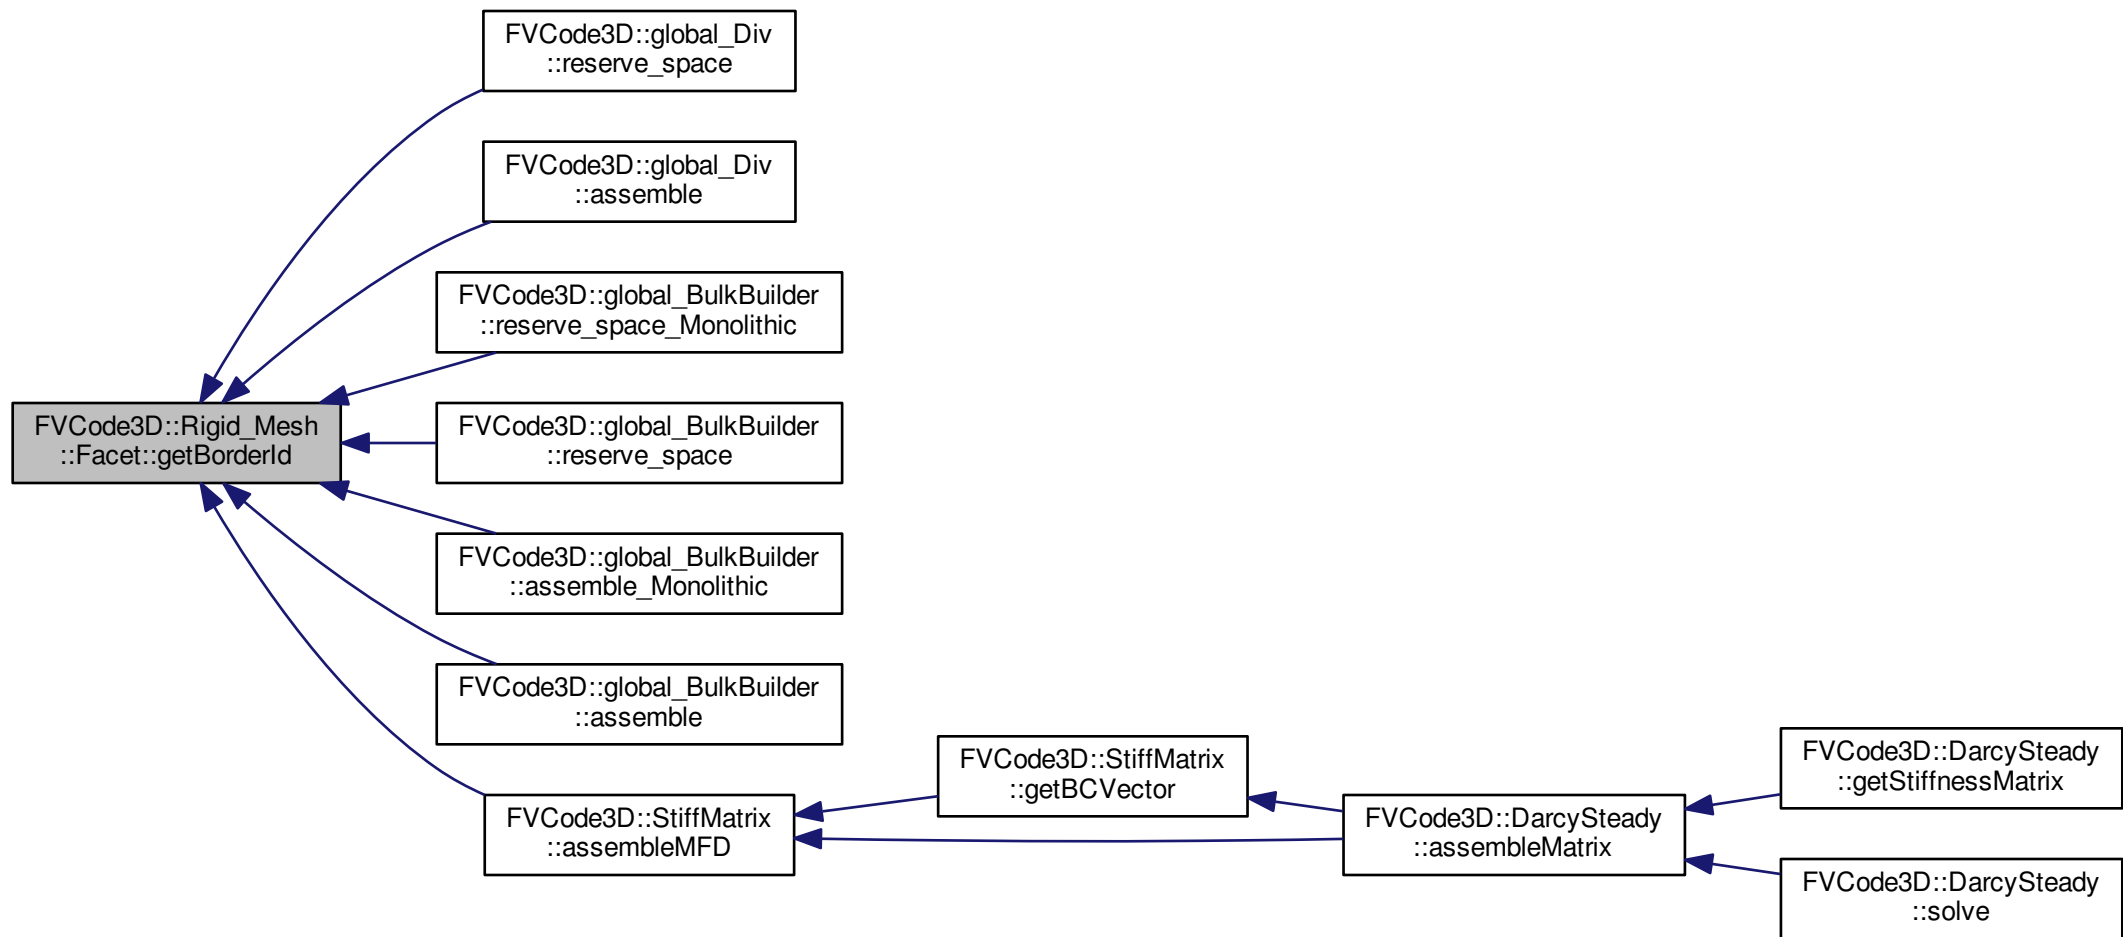 FVCode3D::global_Div
::reserve_space
FVCode3D::global_Div
::assemble
FVCode3D::global_BulkBuilder
::reserve_space_Monolithic
FVCode3D::Rigid_Mesh
::Facet::getBorderId
FVCode3D::global_BulkBuilder
::reserve_space
FVCode3D::global_BulkBuilder
::assemble_Monolithic
FVCode3D::global_BulkBuilder
::assemble
FVCode3D::StiffMatrix
::assembleMFD
FVCode3D::StiffMatrix
::getBCVector
FVCode3D::DarcySteady
::assembleMatrix
FVCode3D::DarcySteady
::getStiffnessMatrix
FVCode3D::DarcySteady
::solve